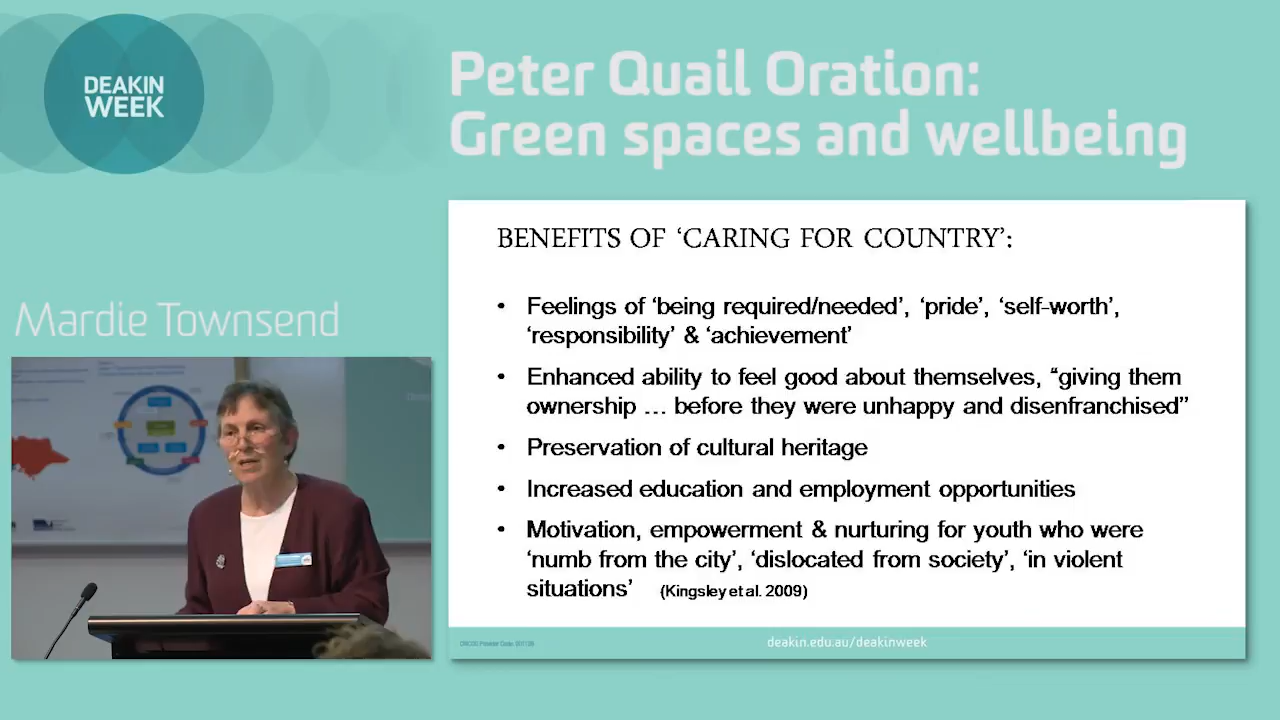 DEAKIN
WEEK
Peter Quail Oration:
Green spaces and wellbeing
Mardie Townsend
BENEFITS OF ‘CARING FOR COUNTRY’:
• Feelings of ‘being required/needed’, ‘pride’, ‘self-worth’,
‘responsibility’ & ‘achievement’
• Enhanced ability to feel good about themselves, “giving them
ownership … before they were unhappy and disenfranchised”
• Preservation of cultural heritage
• Increased education and employment opportunities
• Motivation, empowerment & nurturing for youth who were
‘numb from the city’, ‘dislocated from society’, ‘in violent
situations’ (Kingsley et al. 2009)
deakin.edu.au/deakinweek